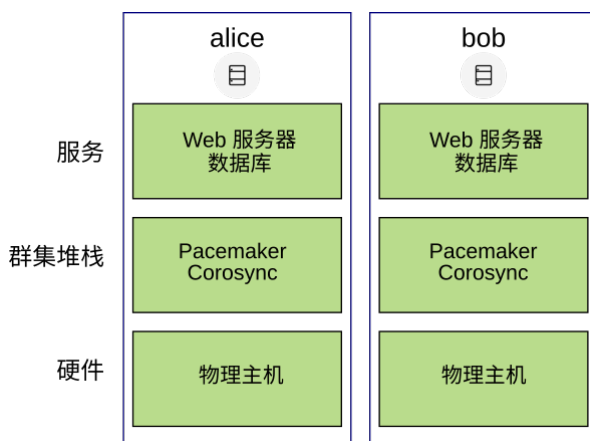 alice
bob
服务
Web 服务器
数据库
Web 服务器
数据库
群集堆栈
Pacemaker
Corosync
Pacemaker
Corosync
硬件
物理主机
物理主机